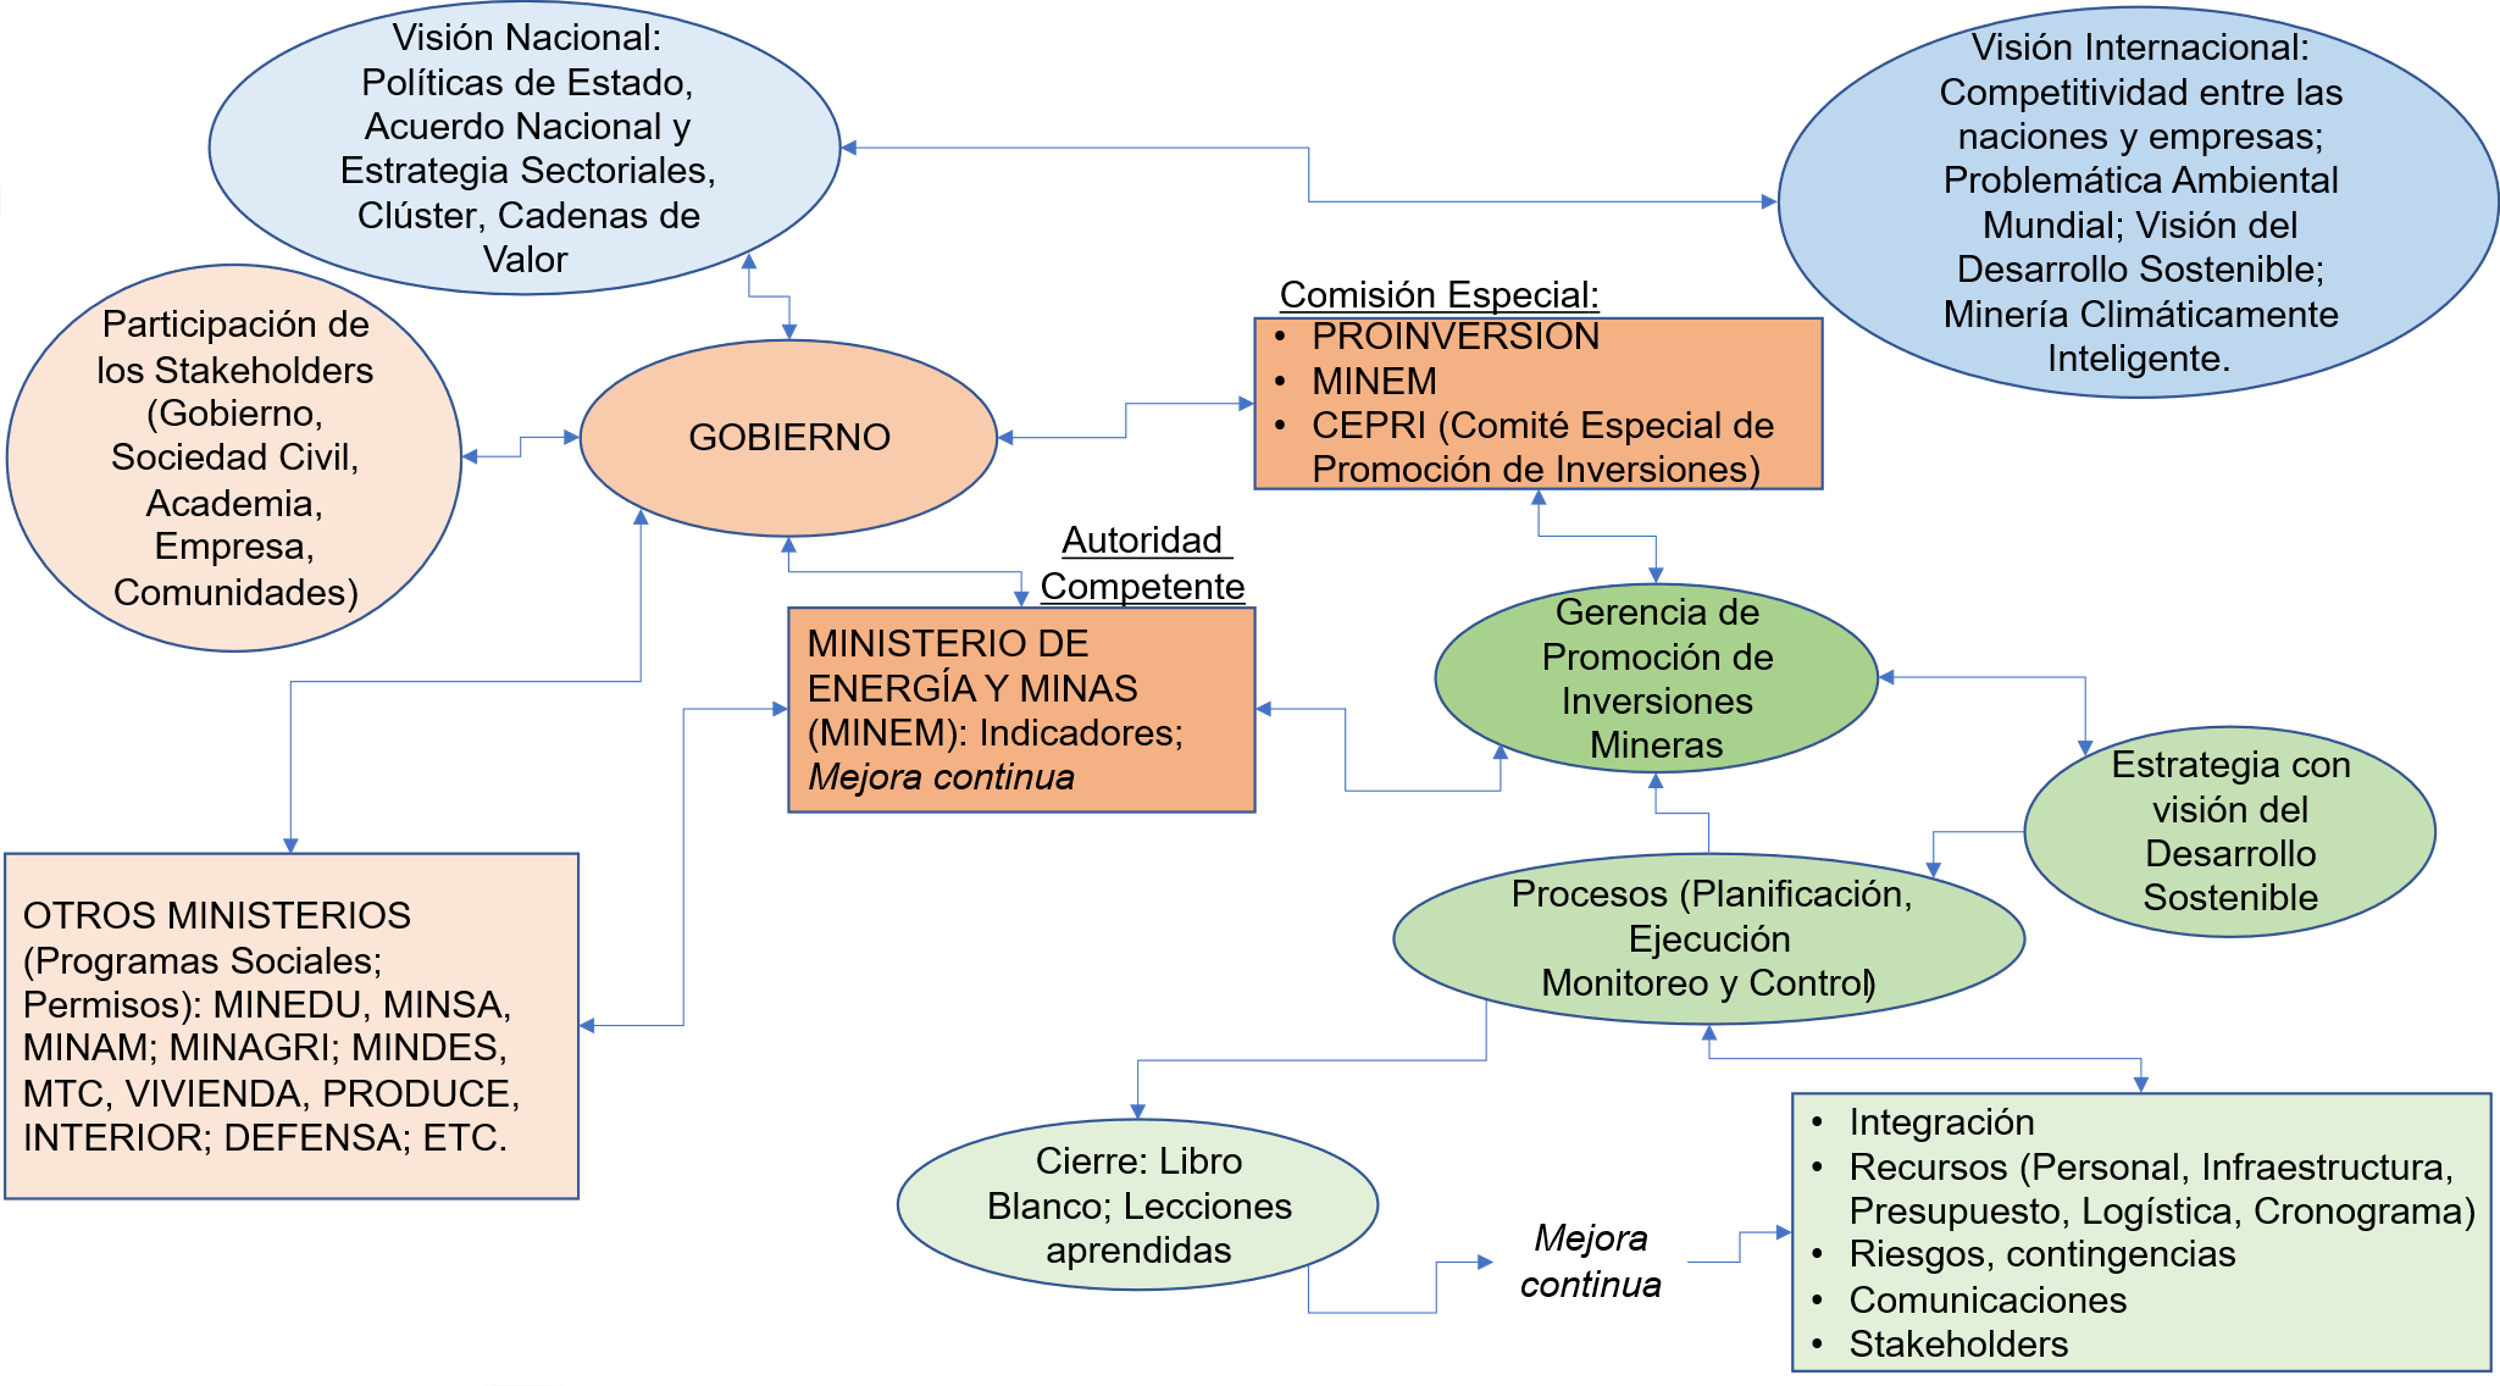 Visión Nacional:
Políticas de Estado,
Acuerdo Nacional y
Estrategia Sectoriales,
Clúster, Cadenas de
Valor
Visión Internacional:
Competitividad entre las
naciones y empresas;
Problemática Ambiental
Mundial; Visión del
Desarrollo Sostenible;
Minería Climáticamente
Inteligente.
Participación de
los Stakeholders
(Gobierno,
Sociedad Civil,
Academia,
Empresa,
Comunidades)
GOBIERNO
Comisión Especial:
• PROINVERSION
• MINEM
• CEPRI (Comité Especial de
Promoción de Inversiones)
Autoridad
Competente
MINISTERIO DE
ENERGÍA Y MINAS
(MINEM): Indicadores;
Mejora continua
Gerencia de
Promoción de
Inversiones
Mineras
Estrategia con
visión del
Desarrollo
Sostenible
Procesos (Planificación,
Ejecución
Monitoreo y Control)
OTROS MINISTERIOS
(Programas Sociales;
Permisos): MINEDU, MINSA,
MINAM; MINAGRI; MINDES,
MTC, VIVIENDA, PRODUCE,
INTERIOR; DEFENSA; ETC.
Cierre: Libro
Blanco; Lecciones
aprendidas
Mejora
continua
• Integración
• Recursos (Personal, Infraestructura,
Presupuesto, Logística, Cronograma)
• Riesgos, contingencias
• Comunicaciones
• Stakeholders